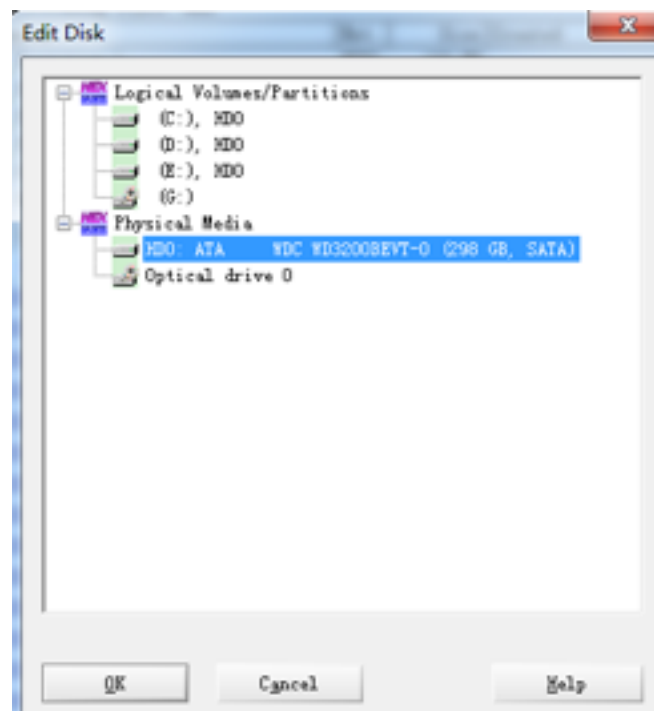 Edit Disk
Logical Volumes/Partitions
(C:), HD0
(D:), HD0
(E:), HD0
(G:)
Physical Media
HD0: ATA WDC WD3200BEVT-0 (298 GB, SATA)
Optical drive 0
OK
Cancel
Help